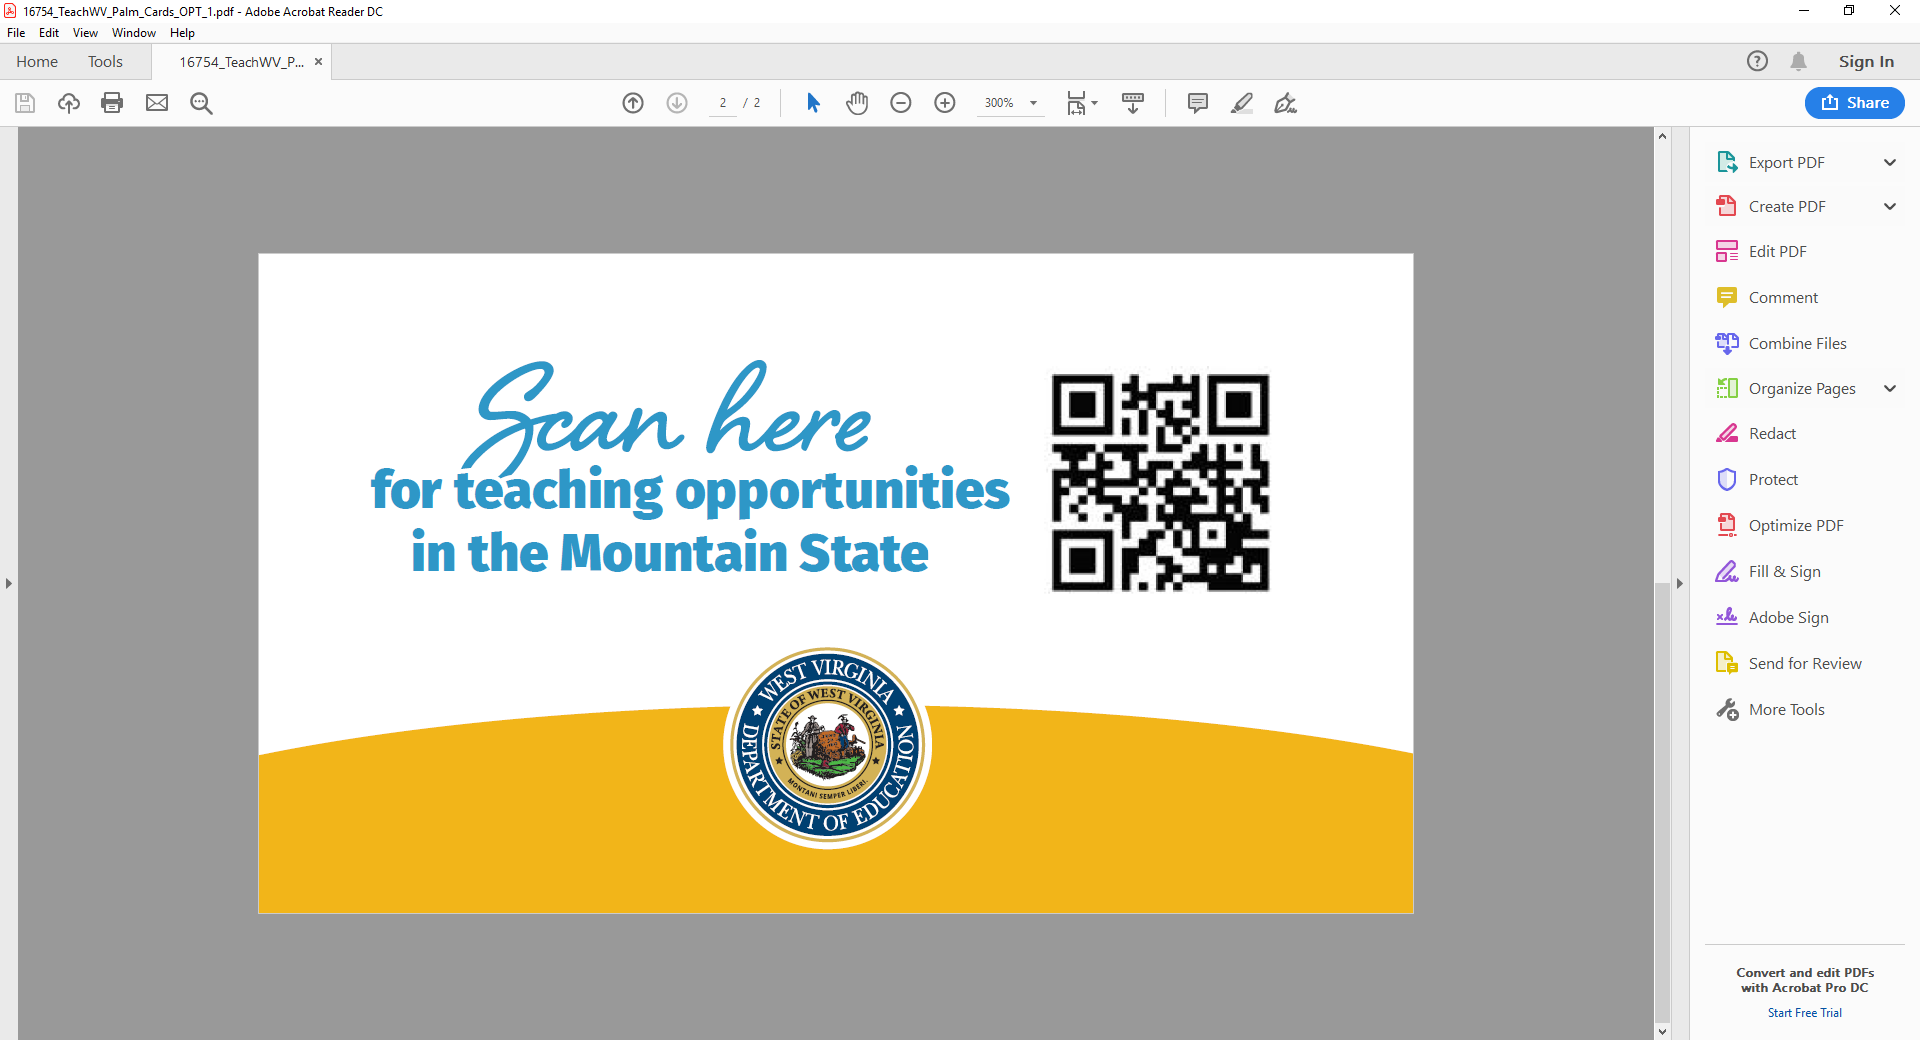 16754_TeachWV_Palm_Cards_OPT_1.pdf - Adobe Acrobat Reader DC
File Edit View Window Help
Home Tools 16754_TeachWV_P... × Sign In
2 / 2 300% Share
Scan here
for teaching opportunities
in the Mountain State
WEST VIRGINIA
DEPARTMENT OF EDUCATION
STATE OF WEST VIRGINIA
MONTANI SEMPER LIBERI
Export PDF
Create PDF
Edit PDF
Comment
Combine Files
Organize Pages
Redact
Protect
Optimize PDF
Fill & Sign
Adobe Sign
Send for Review
More Tools
Convert and edit PDFs
with Acrobat Pro DC
Start Free Trial